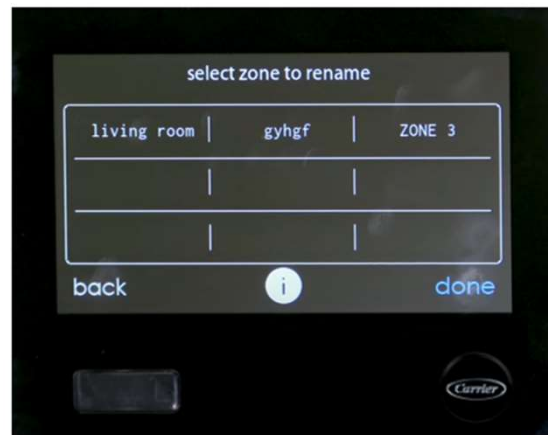 select zone to rename
living room gyhgf ZONE 3
back i done
Carrier